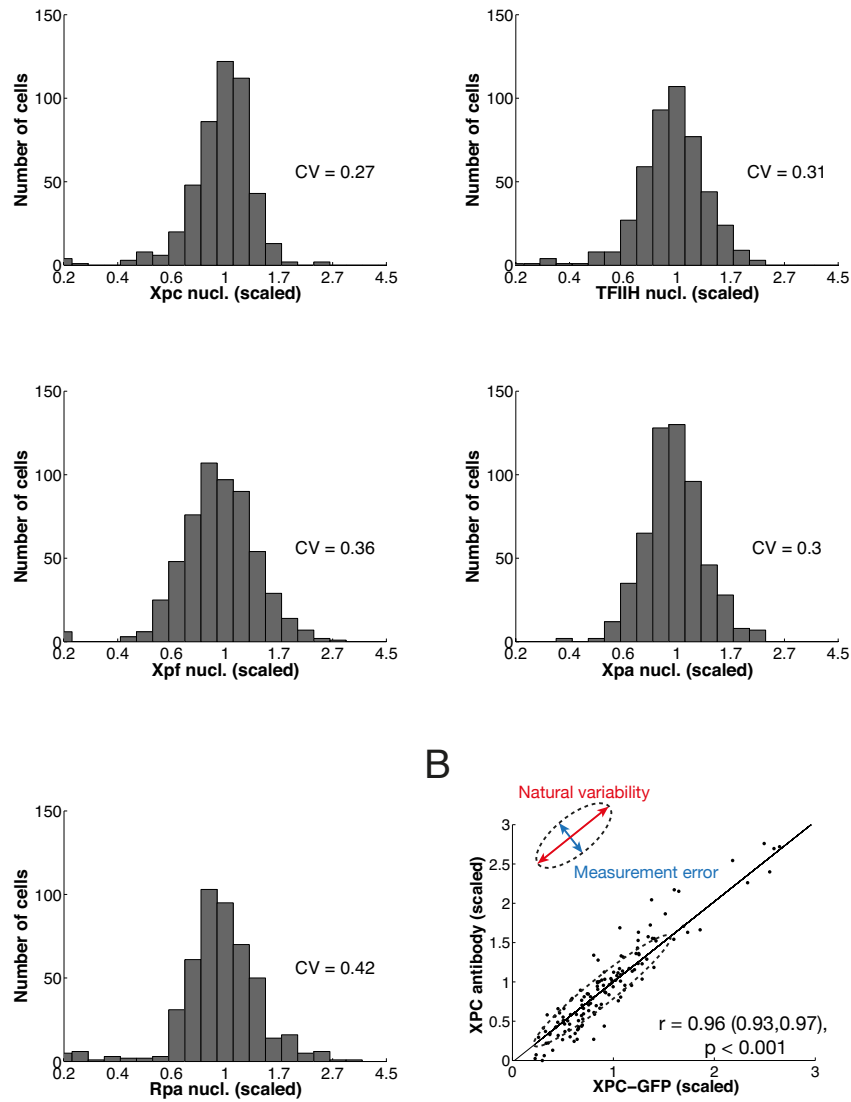 150
100
50
0
Number of cells
CV = 0.27
0.2 0.4 0.6 1 1.7 2.7 4.5
Xpc nucl. (scaled)
150
100
50
0
Number of cells
CV = 0.31
0.2 0.4 0.6 1 1.7 2.7 4.5
TFIIH nucl. (scaled)
150
100
50
0
Number of cells
CV = 0.36
0.2 0.4 0.6 1 1.7 2.7 4.5
Xpf nucl. (scaled)
150
100
50
0
Number of cells
CV = 0.3
0.2 0.4 0.6 1 1.7 2.7 4.5
Xpa nucl. (scaled)
150
100
50
0
Number of cells
CV = 0.42
0.2 0.4 0.6 1 1.7 2.7 4.5
Rpa nucl. (scaled)
B
Natural variability
Measurement error
3
2.5
2
1.5
1
0.5
0
XPC antibody (scaled)
r = 0.96 (0.93,0.97),
p < 0.001
0 1 2 3
XPC−GFP (scaled)